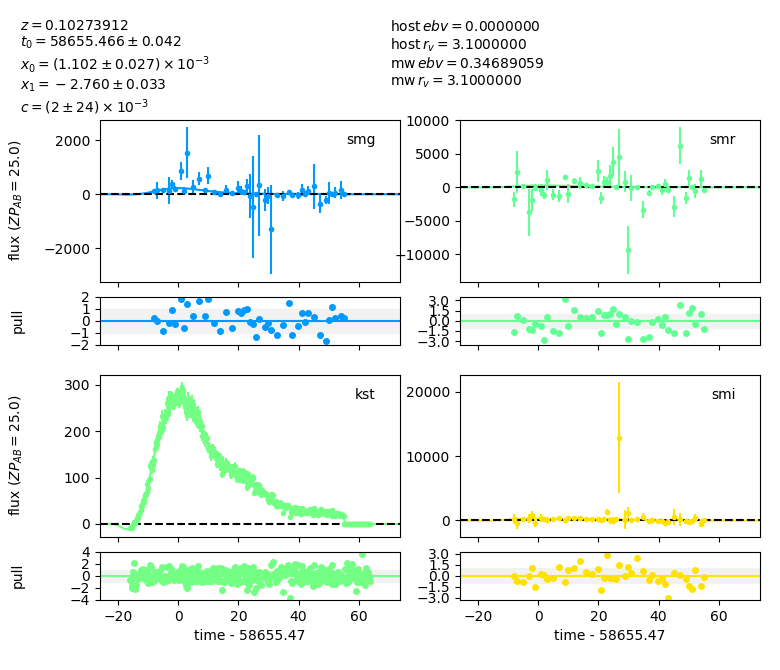 z = 0.10273912
t₀ = 58655.466 ± 0.042
x₀ = (1.102 ± 0.027) × 10⁻³
x₁ = −2.760 ± 0.033
c = (2 ± 24) × 10⁻³
host ebv = 0.0000000
host r_v = 3.1000000
mw ebv = 0.34689059
mw r_v = 3.1000000
flux (ZP_AB = 25.0)
2000
0
−2000
smg
10000
5000
0
−5000
−10000
smr
pull
2
1
0
−1
−2
3.0
1.5
0.0
−1.5
−3.0
flux (ZP_AB = 25.0)
300
200
100
0
kst
20000
10000
0
smi
pull
4
2
0
−2
−4
−20 0 20 40 60
time - 58655.47
3.0
1.5
0.0
−1.5
−3.0
−20 0 20 40 60
time - 58655.47